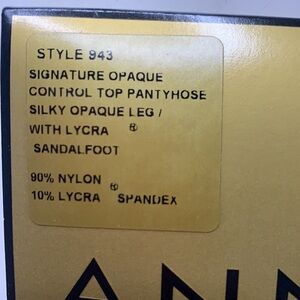 STYLE 943
SIGNATURE OPAQUE
CONTROL TOP PANTYHOSE
SILKY OPAQUE LEG /
WITH LYCRA ®
SANDALFOOT
90% NYLON
10% LYCRA ® SPANDEX